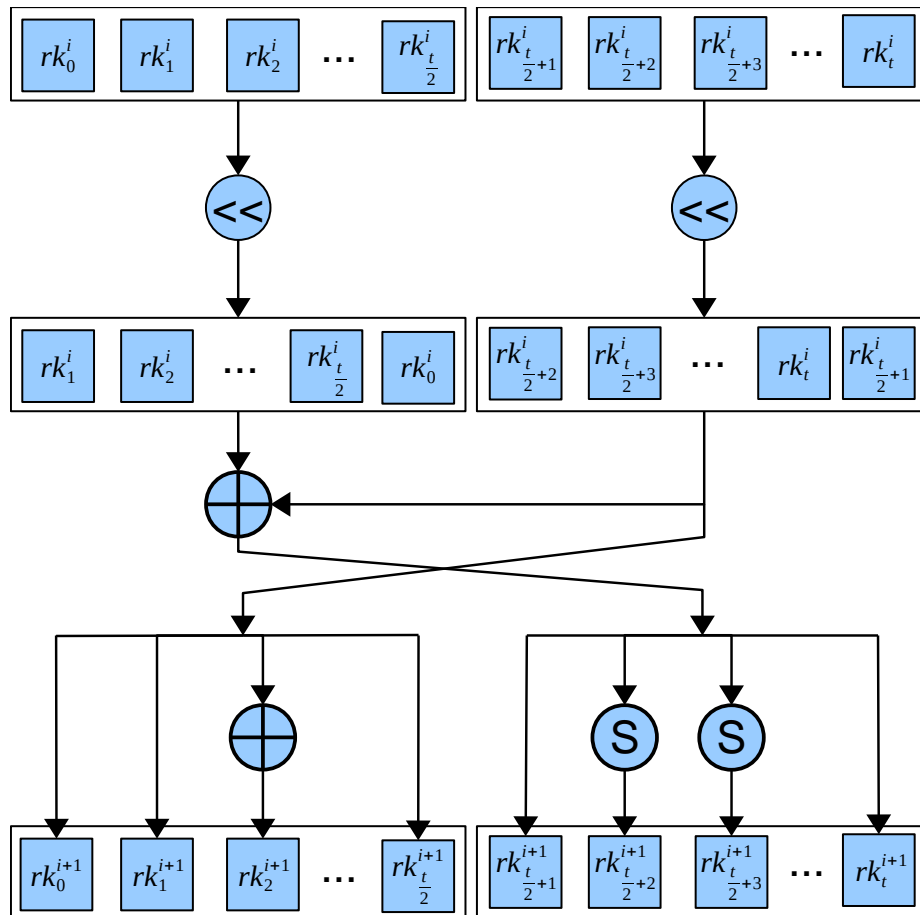 rk_0^i rk_1^i rk_2^i ... rk_{t/2}^i rk_{t/2+1}^i rk_{t/2+2}^i rk_{t/2+3}^i ... rk_t^i
<< <<
rk_1^i rk_2^i ... rk_{t/2}^i rk_0^i rk_{t/2+2}^i rk_{t/2+3}^i ... rk_t^i rk_{t/2+1}^i
S S
rk_0^{i+1} rk_1^{i+1} rk_2^{i+1} ... rk_{t/2}^{i+1} rk_{t/2+1}^{i+1} rk_{t/2+2}^{i+1} rk_{t/2+3}^{i+1} ... rk_t^{i+1}